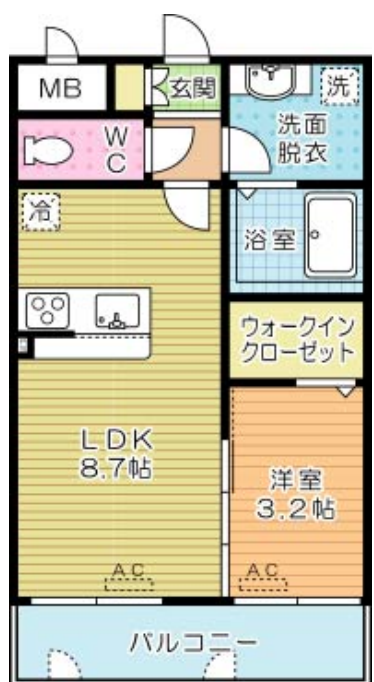 MB
玄関
洗
洗面
脱衣
W
C
冷
浴室
ウォークイン
クローゼット
LDK
8.7帖
洋室
3.2帖
AC
AC
バルコニー